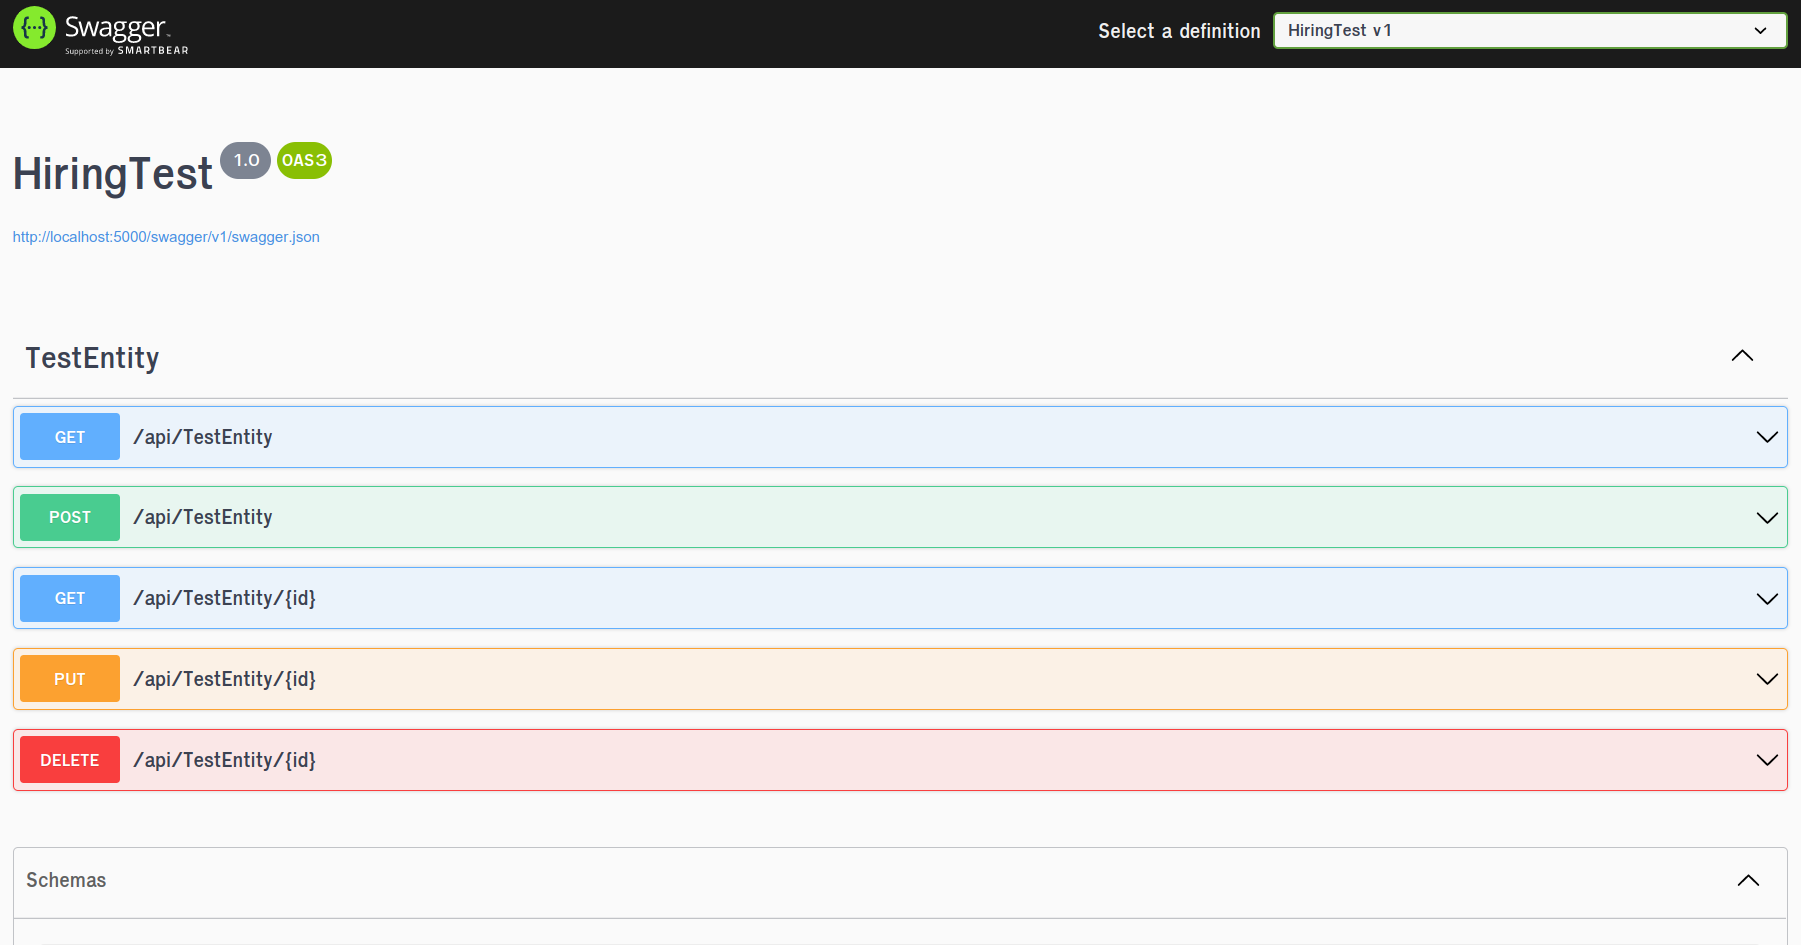 Swagger™
Supported by SMARTBEAR
Select a definition
HiringTest v1
HiringTest 1.0 OAS3
http://localhost:5000/swagger/v1/swagger.json
TestEntity
GET /api/TestEntity
POST /api/TestEntity
GET /api/TestEntity/{id}
PUT /api/TestEntity/{id}
DELETE /api/TestEntity/{id}
Schemas